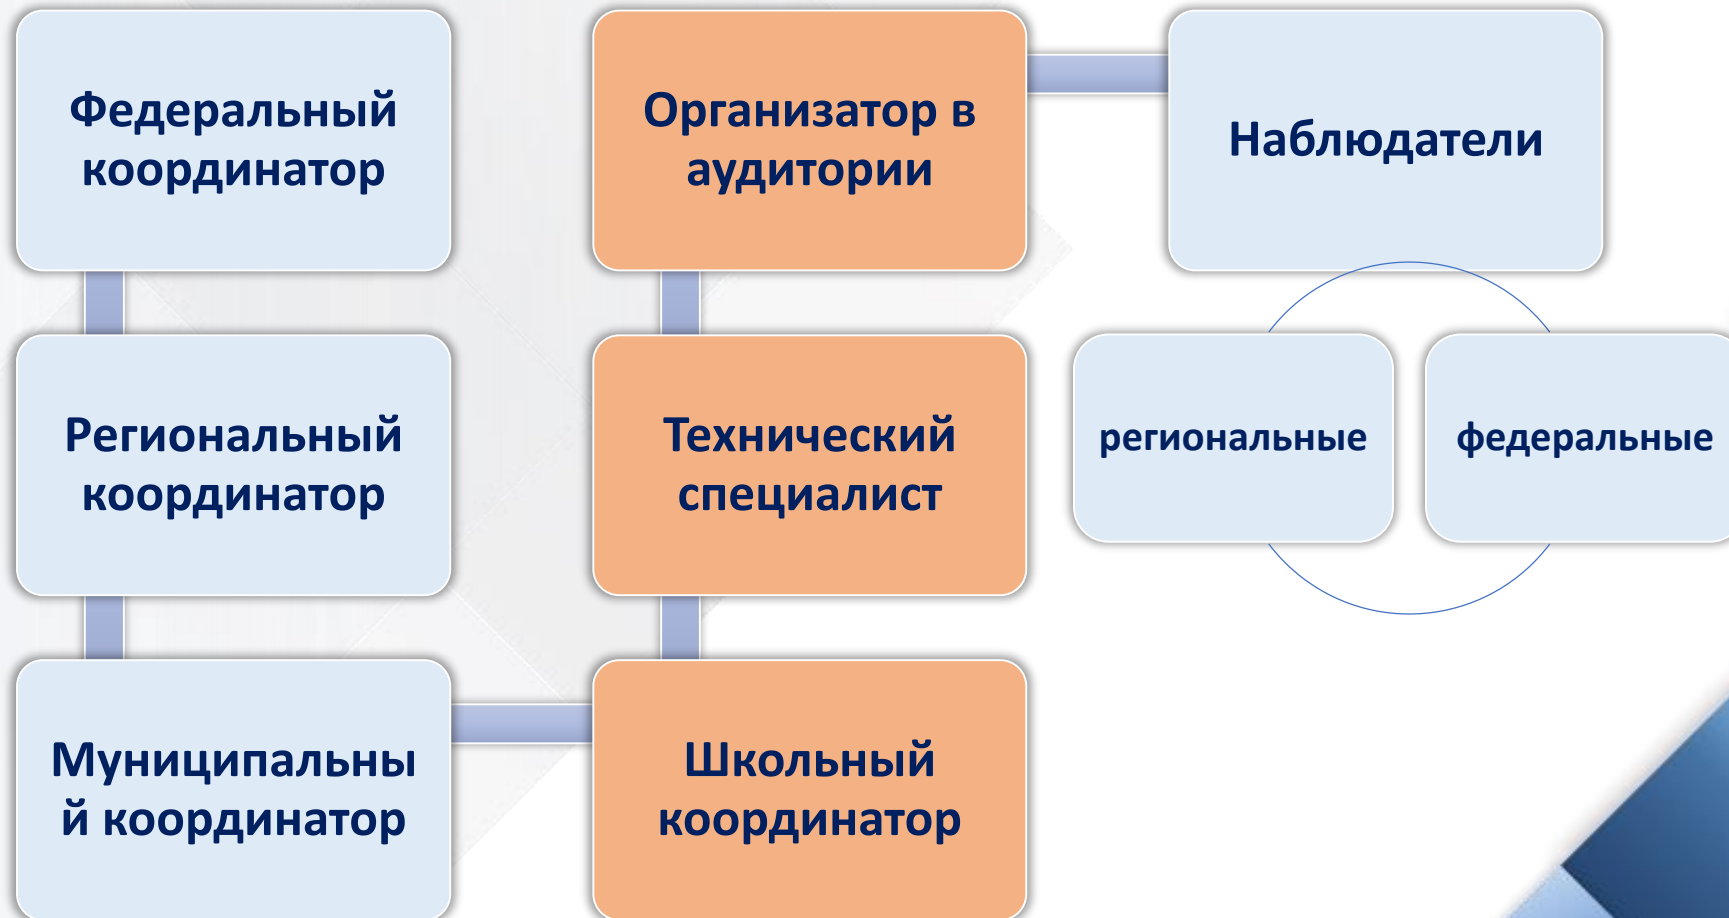 Федеральный
координатор
Региональный
координатор
Муниципальны
й координатор
Школьный
координатор
Технический
специалист
Организатор в
аудитории
Наблюдатели
региональные
федеральные